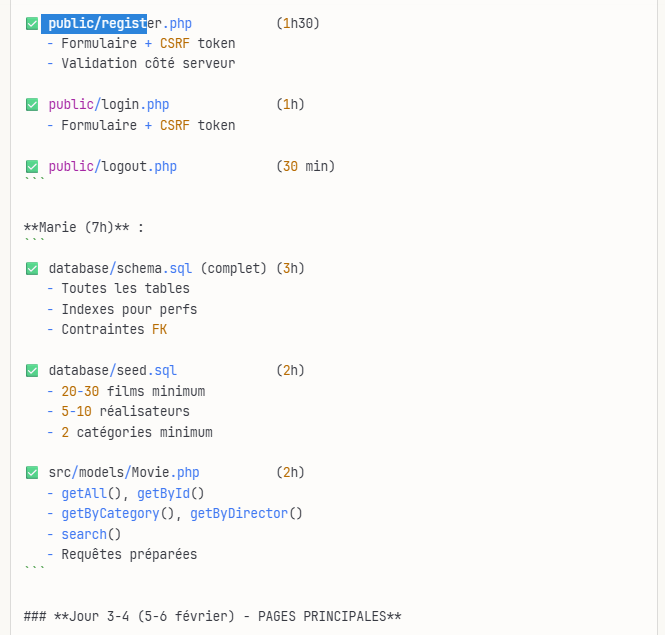 ✅ public/register.php (1h30)
- Formulaire + CSRF token
- Validation côté serveur
✅ public/login.php (1h)
- Formulaire + CSRF token
✅ public/logout.php (30 min)
```
**Marie (7h)** :
```
✅ database/schema.sql (complet) (3h)
- Toutes les tables
- Indexes pour perfs
- Contraintes FK
✅ database/seed.sql (2h)
- 20-30 films minimum
- 5-10 réalisateurs
- 2 catégories minimum
✅ src/models/Movie.php (2h)
- getAll(), getById()
- getByCategory(), getByDirector()
- search()
- Requêtes préparées
```
### **Jour 3-4 (5-6 février) - PAGES PRINCIPALES**